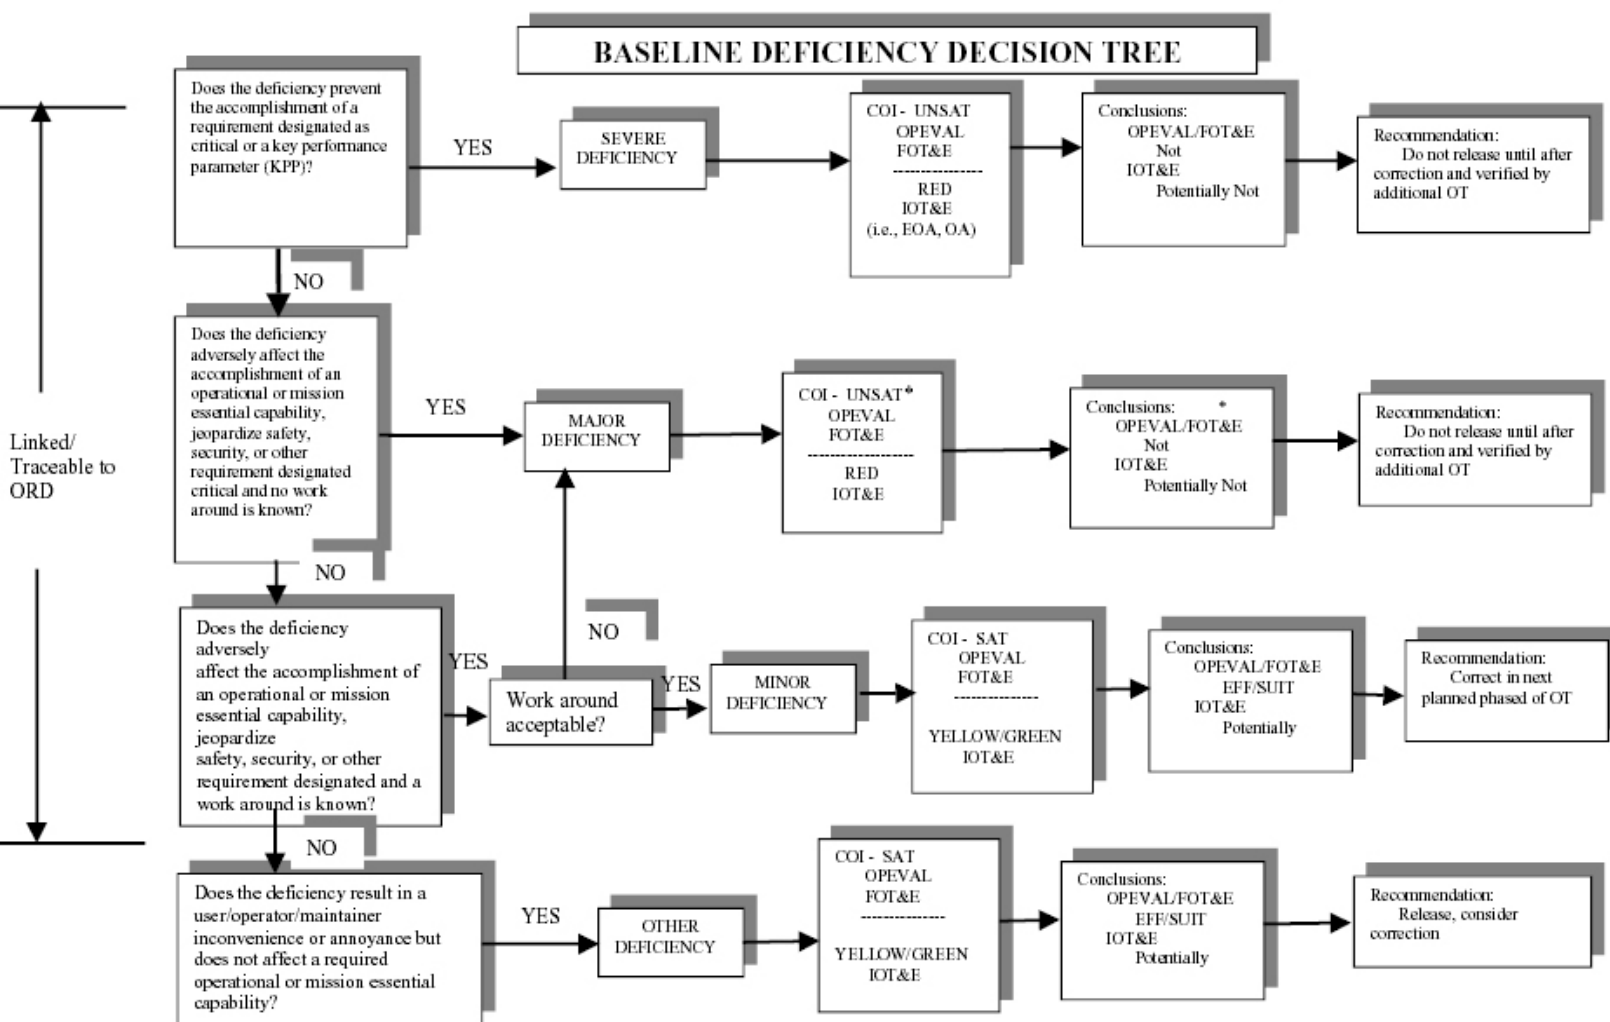 BASELINE DEFICIENCY DECISION TREE
Linked/
Traceable to
ORD
Does the deficiency prevent
the accomplishment of a
requirement designated as
critical or a key performance
parameter (KPP)?
YES
SEVERE
DEFICIENCY
COI - UNSAT
OPEVAL
FOT&E
----------------
RED
IOT&E
(i.e., EOA, OA)
Conclusions:
OPEVAL/FOT&E
Not
IOT&E
Potentially Not
Recommendation:
Do not release until after
correction and verified by
additional OT
NO
Does the deficiency
adversely affect the
accomplishment of an
operational or mission
essential capability,
jeopardize safety,
security, or other
requirement designated
critical and no work
around is known?
YES
MAJOR
DEFICIENCY
COI - UNSAT*
OPEVAL
FOT&E
-------------------
RED
IOT&E
Conclusions: *
OPEVAL/FOT&E
Not
IOT&E
Potentially Not
Recommendation:
Do not release until after
correction and verified by
additional OT
NO
Does the deficiency
adversely
affect the accomplishment of
an operational or mission
essential capability,
jeopardize
safety, security, or other
requirement designated and a
work around is known?
YES
Work around
acceptable?
NO
YES
MINOR
DEFICIENCY
COI - SAT
OPEVAL
FOT&E
---------------
YELLOW/GREEN
IOT&E
Conclusions:
OPEVAL/FOT&E
EFF/SUIT
IOT&E
Potentially
Recommendation:
Correct in next
planned phased of OT
NO
Does the deficiency result in a
user/operator/maintainer
inconvenience or annoyance but
does not affect a required
operational or mission essential
capability?
YES
OTHER
DEFICIENCY
COI - SAT
OPEVAL
FOT&E
---------------
YELLOW/GREEN
IOT&E
Conclusions:
OPEVAL/FOT&E
EFF/SUIT
IOT&E
Potentially
Recommendation:
Release, consider
correction